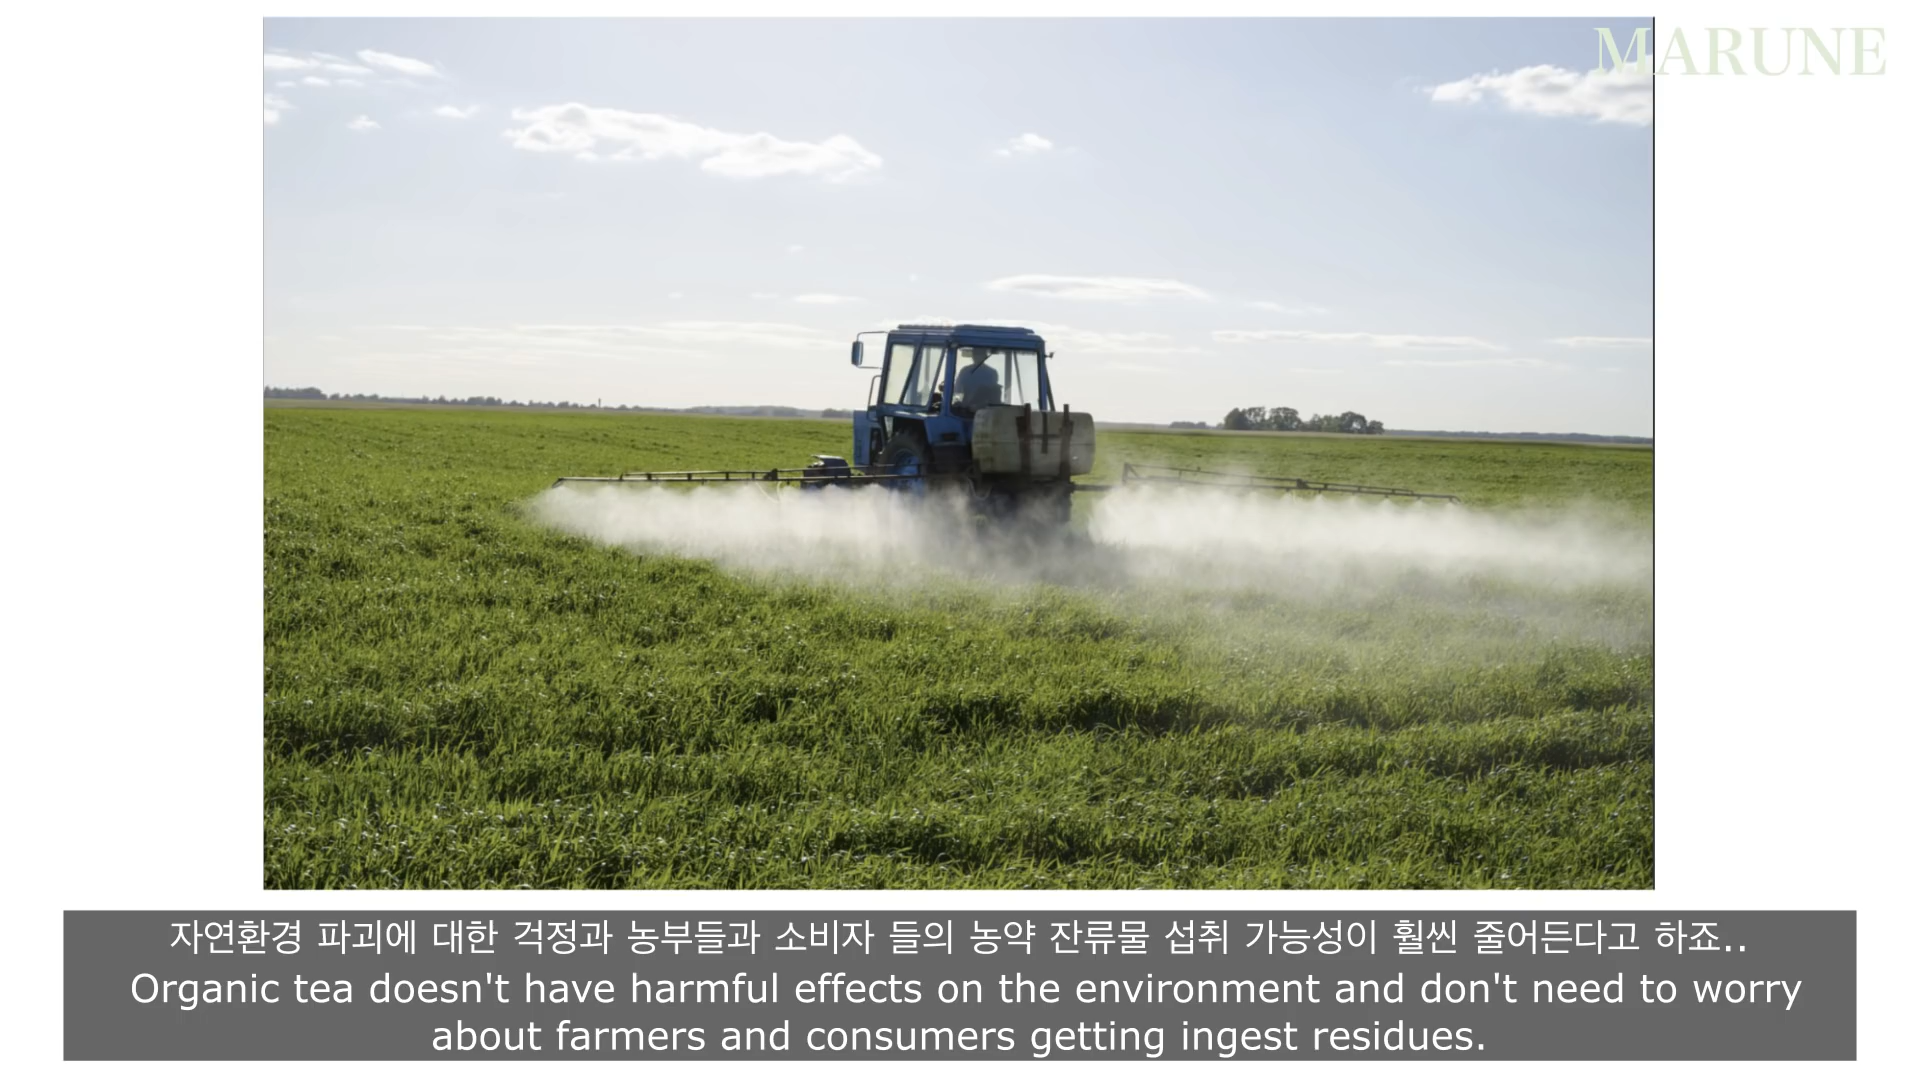 MARUNE
자연환경 파괴에 대한 걱정과 농부들과 소비자 들의 농약 잔류물 섭취 가능성이 훨씬 줄어든다고 하죠..
Organic tea doesn't have harmful effects on the environment and don't need to worry
about farmers and consumers getting ingest residues.